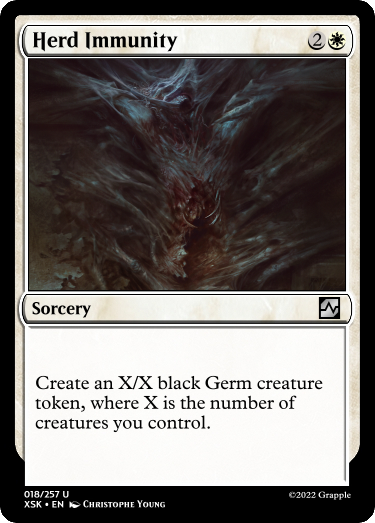 Herd Immunity 2
Sorcery
Create an X/X black Germ creature
token, where X is the number of
creatures you control.
018/257 U
XSK • EN Christophe Young
©2022 Grapple